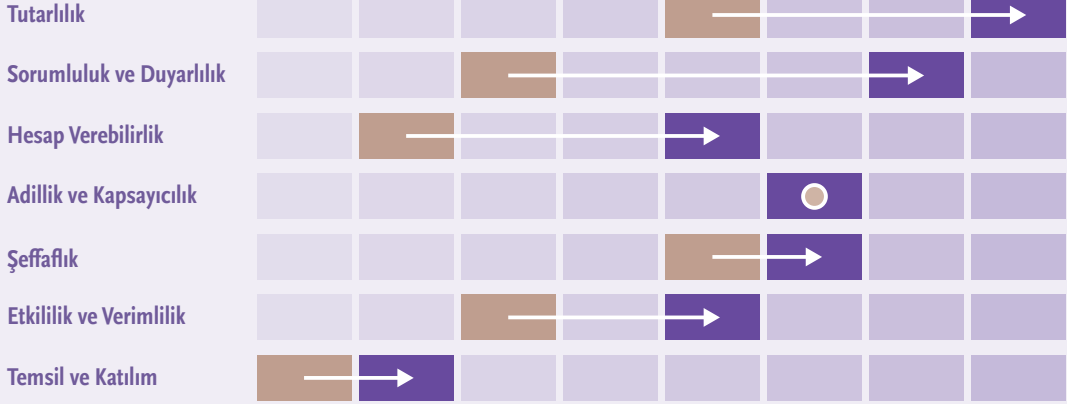 Tutarlılık
Sorumluluk ve Duyarlılık
Hesap Verebilirlik
Adillik ve Kapsayıcılık
Şeffaflık
Etkililik ve Verimlilik
Temsil ve Katılım